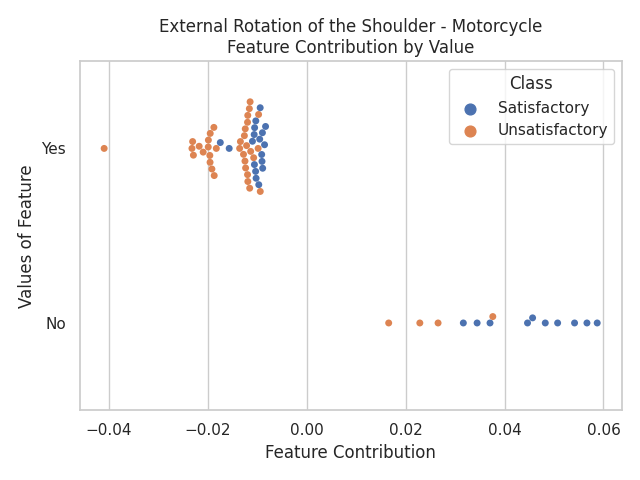 External Rotation of the Shoulder - Motorcycle
Feature Contribution by Value
Class
Satisfactory
Unsatisfactory
Values of Feature
Yes
No
−0.04 −0.02 0.00 0.02 0.04 0.06
Feature Contribution